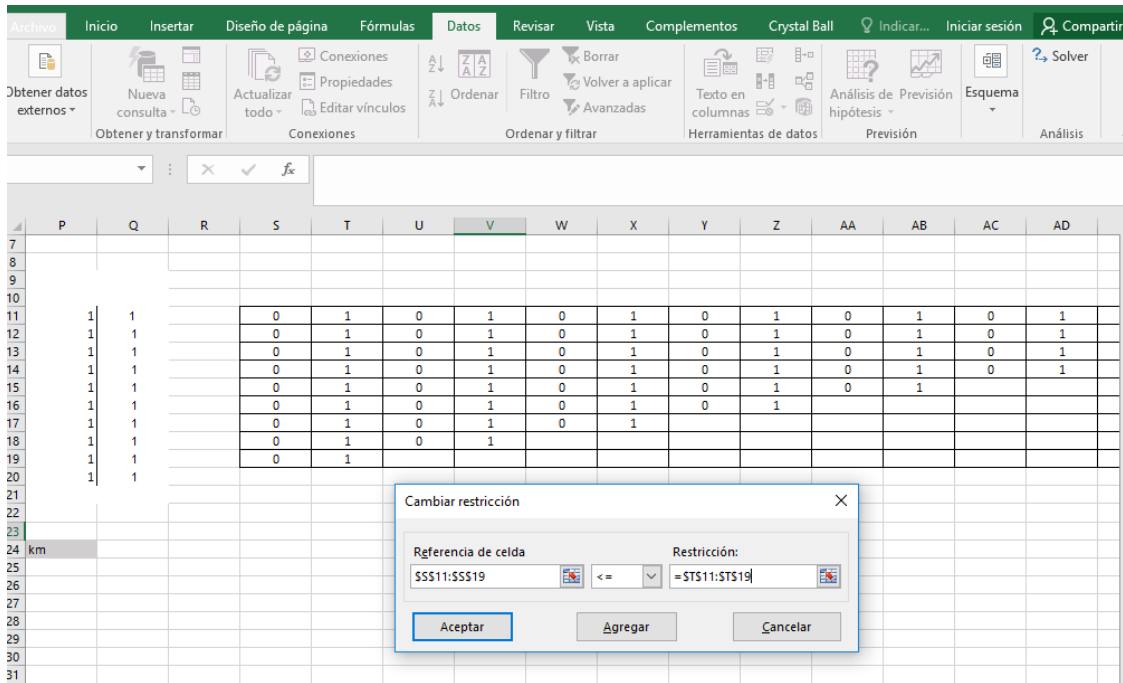 Archivo Inicio Insertar Diseño de página Fórmulas Datos Revisar Vista Complementos Crystal Ball Indicar... Iniciar sesión Compartir
Obtener datos externos
Nueva consulta
Obtener y transformar
Actualizar todo
Conexiones
Propiedades
Editar vínculos
Conexiones
Ordenar
Filtro
Borrar
Volver a aplicar
Avanzadas
Ordenar y filtrar
Texto en columnas
Herramientas de datos
Análisis de hipótesis
Previsión
Previsión
Esquema
Solver
Análisis
fx
P Q R S T U V W X Y Z AA AB AC AD
7
8
9
10
11 1 1 0 1 0 1 0 1 0 1 0 1 0 1
12 1 1 0 1 0 1 0 1 0 1 0 1 0 1
13 1 1 0 1 0 1 0 1 0 1 0 1 0 1
14 1 1 0 1 0 1 0 1 0 1 0 1 0 1
15 1 1 0 1 0 1 0 1 0 1 0 1
16 1 1 0 1 0 1 0 1 0 1
17 1 1 0 1 0 1 0 1
18 1 1 0 1 0 1
19 1 1 0 1
20 1 1
21
22
23
24 km
25
26
27
28
29
30
31
Cambiar restricción
Referencia de celda
Restricción:
$S$11:$S$19 <= =$T$11:$T$19
Aceptar Agregar Cancelar